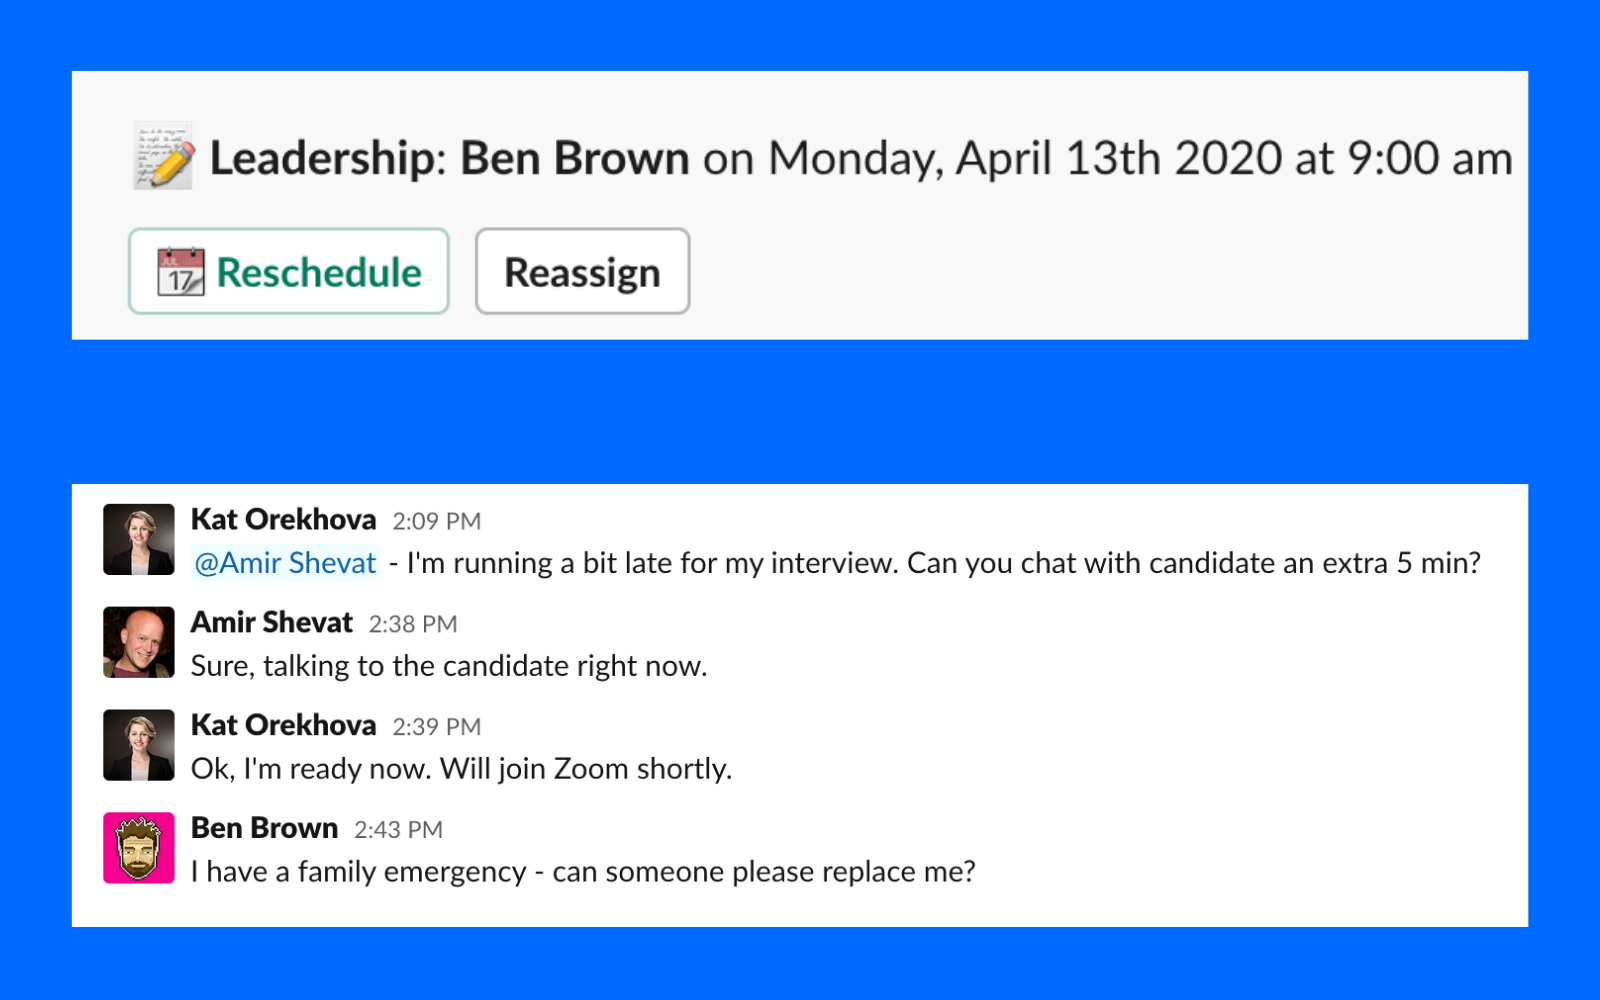 Leadership: Ben Brown on Monday, April 13th 2020 at 9:00 am
JUL
17
Reschedule
Reassign
Kat Orekhova 2:09 PM
@Amir Shevat - I'm running a bit late for my interview. Can you chat with candidate an extra 5 min?
Amir Shevat 2:38 PM
Sure, talking to the candidate right now.
Kat Orekhova 2:39 PM
Ok, I'm ready now. Will join Zoom shortly.
Ben Brown 2:43 PM
I have a family emergency - can someone please replace me?